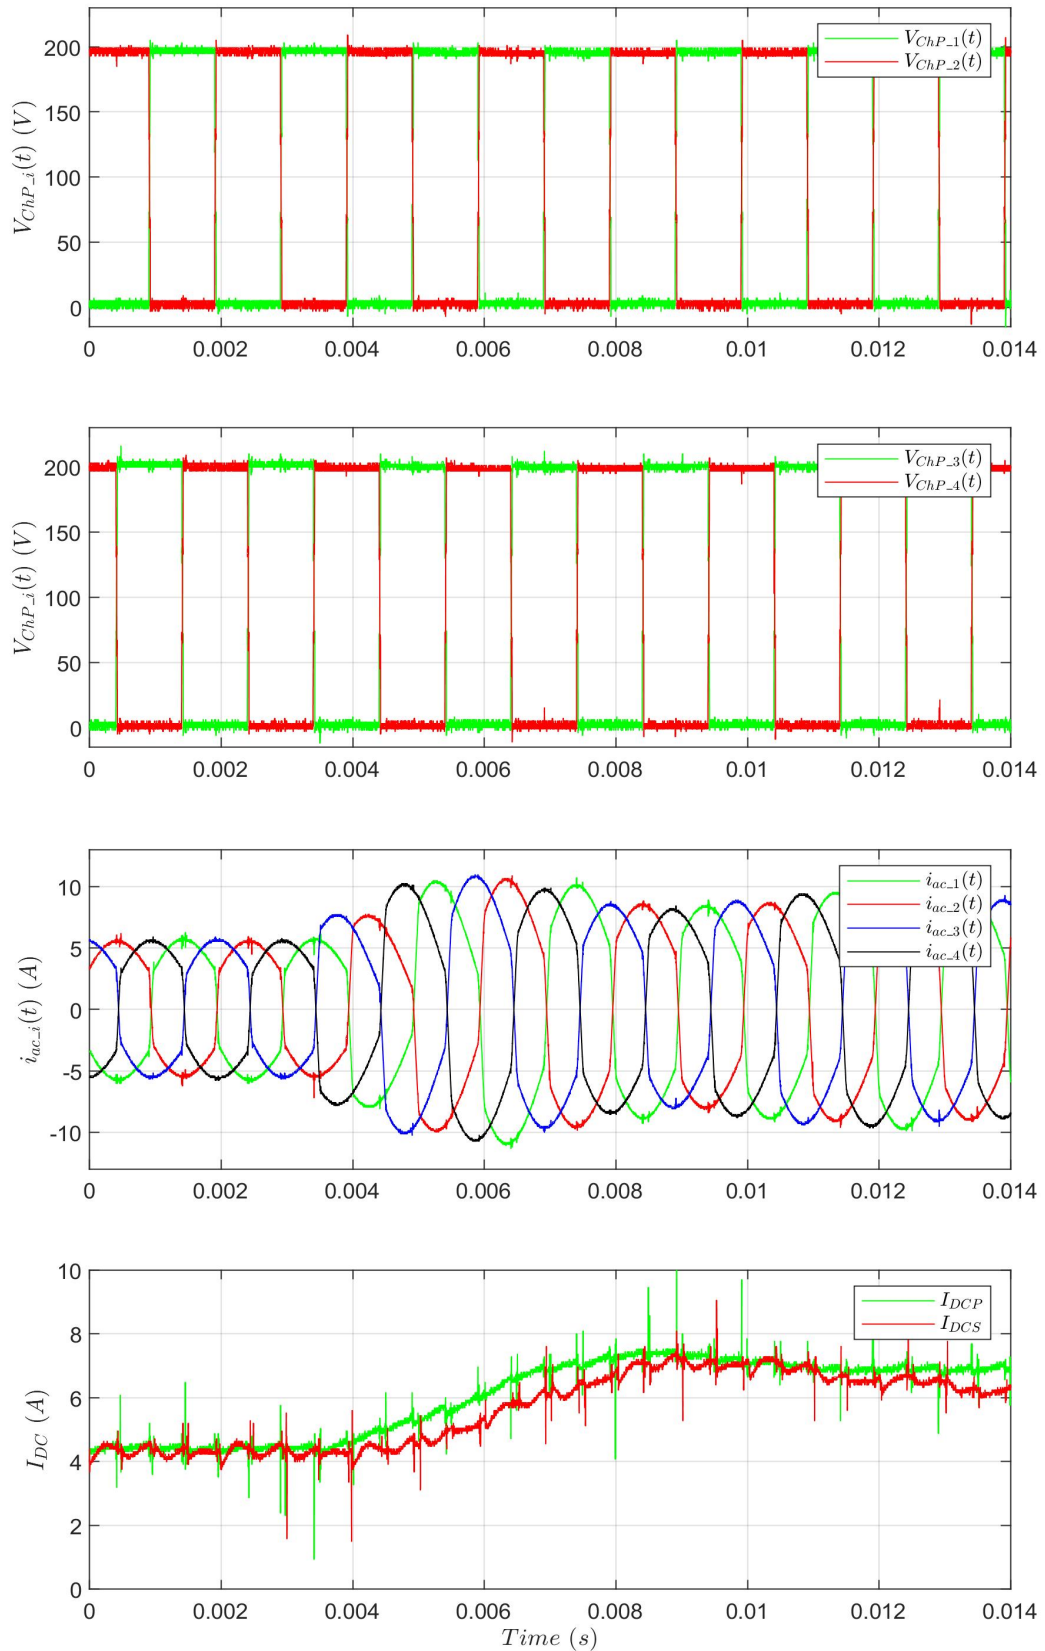 200
150
100
50
0
V_{ChP_i}(t) (V)
V_{ChP_1}(t)
V_{ChP_2}(t)
0 0.002 0.004 0.006 0.008 0.01 0.012 0.014
200
150
100
50
0
V_{ChP_i}(t) (V)
V_{ChP_3}(t)
V_{ChP_4}(t)
0 0.002 0.004 0.006 0.008 0.01 0.012 0.014
10
5
0
-5
-10
i_{ac_i}(t) (A)
i_{ac_1}(t)
i_{ac_2}(t)
i_{ac_3}(t)
i_{ac_4}(t)
0 0.002 0.004 0.006 0.008 0.01 0.012 0.014
10
8
6
4
2
0
I_{DC} (A)
I_{DCP}
I_{DCS}
0 0.002 0.004 0.006 0.008 0.01 0.012 0.014
Time (s)